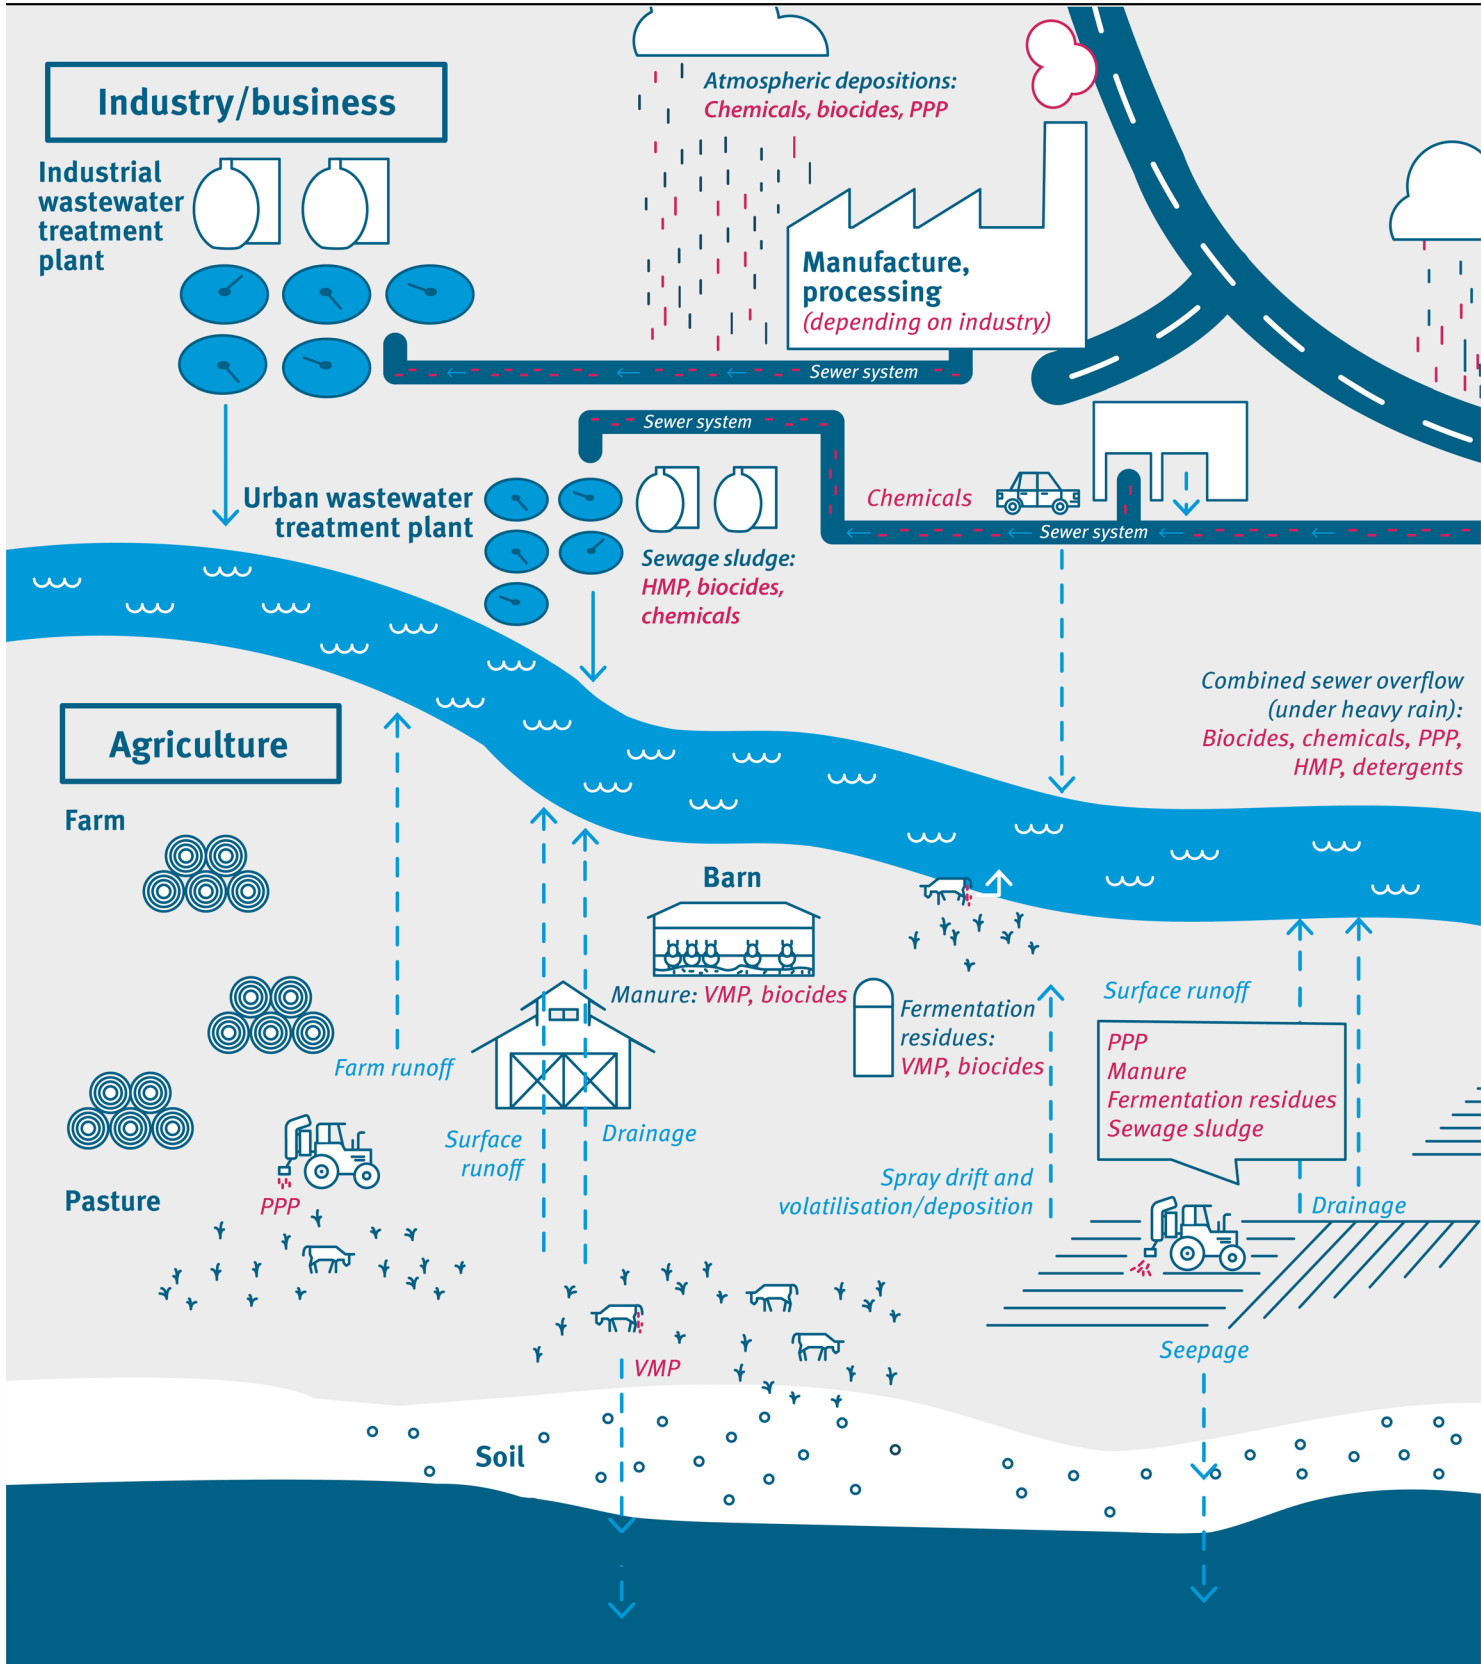 Atmospheric depositions:
Chemicals, biocides, PPP
Industry/business
Industrial
wastewater
treatment
plant
Manufacture,
processing
(depending on industry)
Sewer system
Sewer system
Urban wastewater
treatment plant
Chemicals
Sewer system
Sewage sludge:
HMP, biocides,
chemicals
Combined sewer overflow
(under heavy rain):
Biocides, chemicals, PPP,
HMP, detergents
Agriculture
Farm
Barn
Manure: VMP, biocides
Fermentation
residues:
VMP, biocides
Surface runoff
PPP
Manure
Fermentation residues
Sewage sludge
Farm runoff
Surface
runoff
Drainage
Spray drift and
volatilisation/deposition
Drainage
Pasture
PPP
VMP
Seepage
Soil